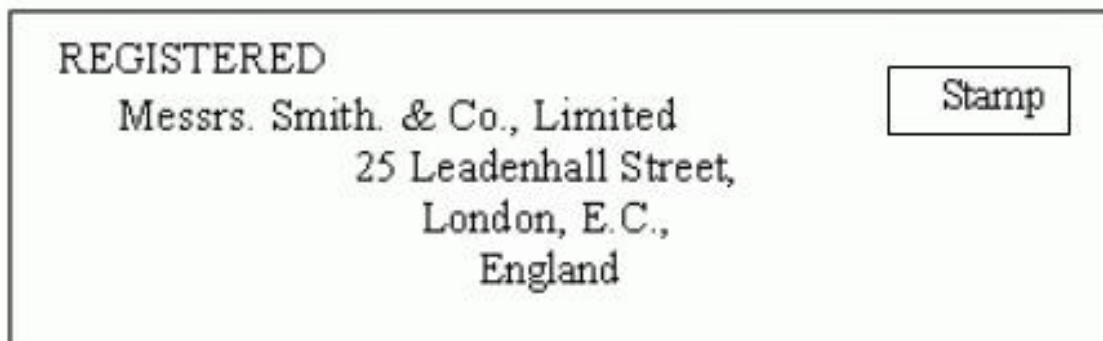 REGISTERED
Stamp
Messrs. Smith. & Co., Limited
25 Leadenhall Street,
London, E.C.,
England